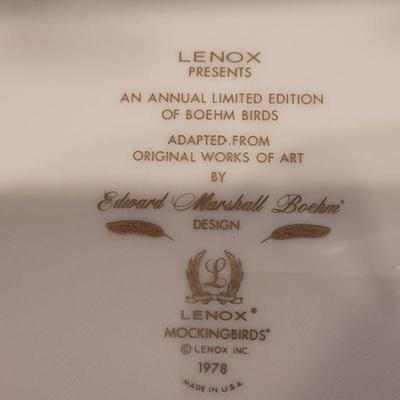 LENOX
PRESENTS
AN ANNUAL LIMITED EDITION
OF BOEHM BIRDS
ADAPTED FROM
ORIGINAL WORKS OF ART
BY
Edward Marshall Boehm®
DESIGN
L
LENOX®
MOCKINGBIRDS®
© LENOX INC.
1978
MADE IN U.S.A.